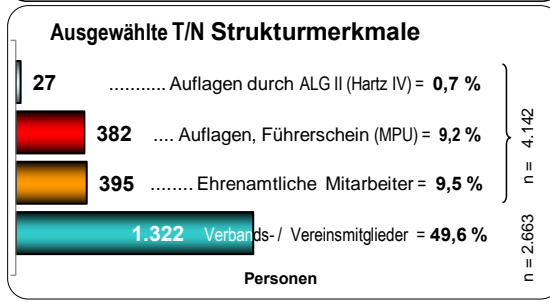 Ausgewählte T/N Strukturmerkmale
27 ........... Auflagen durch ALG II (Hartz IV) = 0,7 %
382 .... Auflagen, Führerschein (MPU) = 9,2 %
395 ........ Ehrenamtliche Mitarbeiter = 9,5 %
n = 4.142
1.322 Verbands- / Vereinsmitglieder = 49,6 %
n = 2.663
Personen